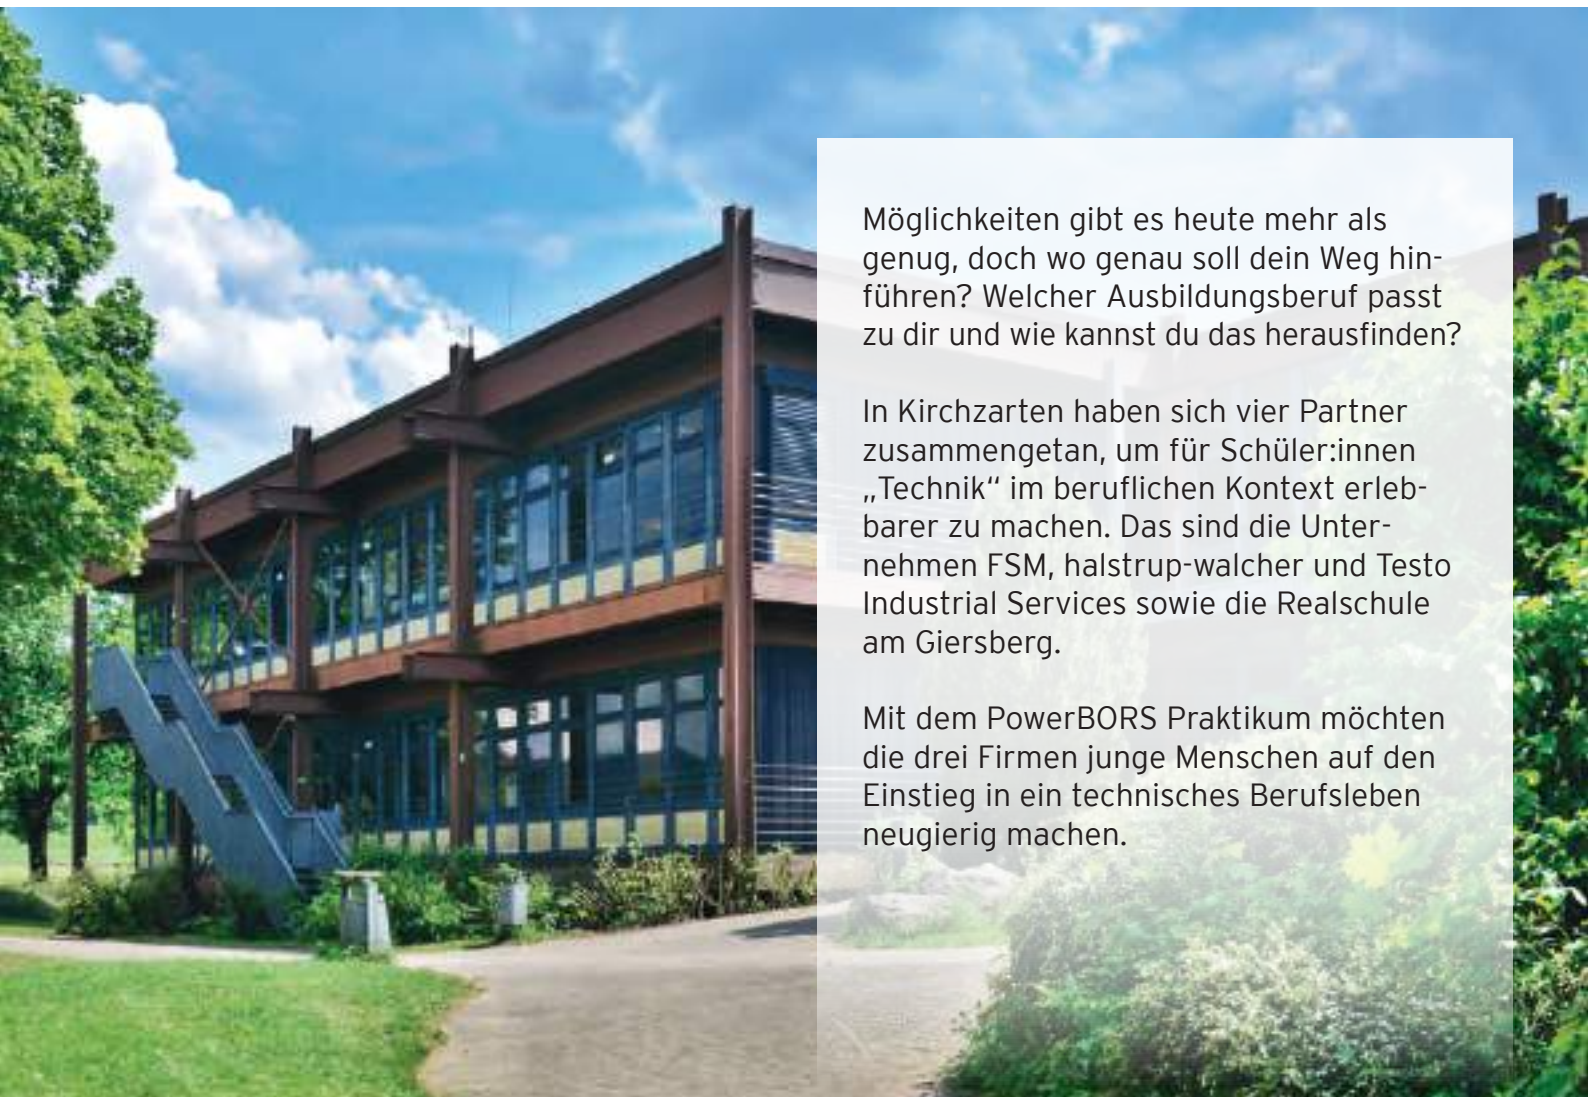 Möglichkeiten gibt es heute mehr als
genug, doch wo genau soll dein Weg hin-
führen? Welcher Ausbildungsberuf passt
zu dir und wie kannst du das herausfinden?
In Kirchzarten haben sich vier Partner
zusammengetan, um für Schüler:innen
„Technik“ im beruflichen Kontext erleb-
barer zu machen. Das sind die Unter-
nehmen FSM, halstrup-walcher und Testo
Industrial Services sowie die Realschule
am Giersberg.
Mit dem PowerBORS Praktikum möchten
die drei Firmen junge Menschen auf den
Einstieg in ein technisches Berufsleben
neugierig machen.